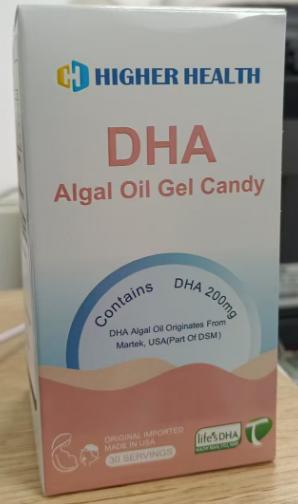 HIGHER HEALTH
DHA
Algal Oil Gel Candy
Contains DHA 200mg
DHA Algal Oil Originates From
Martek, USA(Part Of DSM)
ORIGINAL IMPORTED
MADE IN USA
30 SERVINGS
life'sDHA